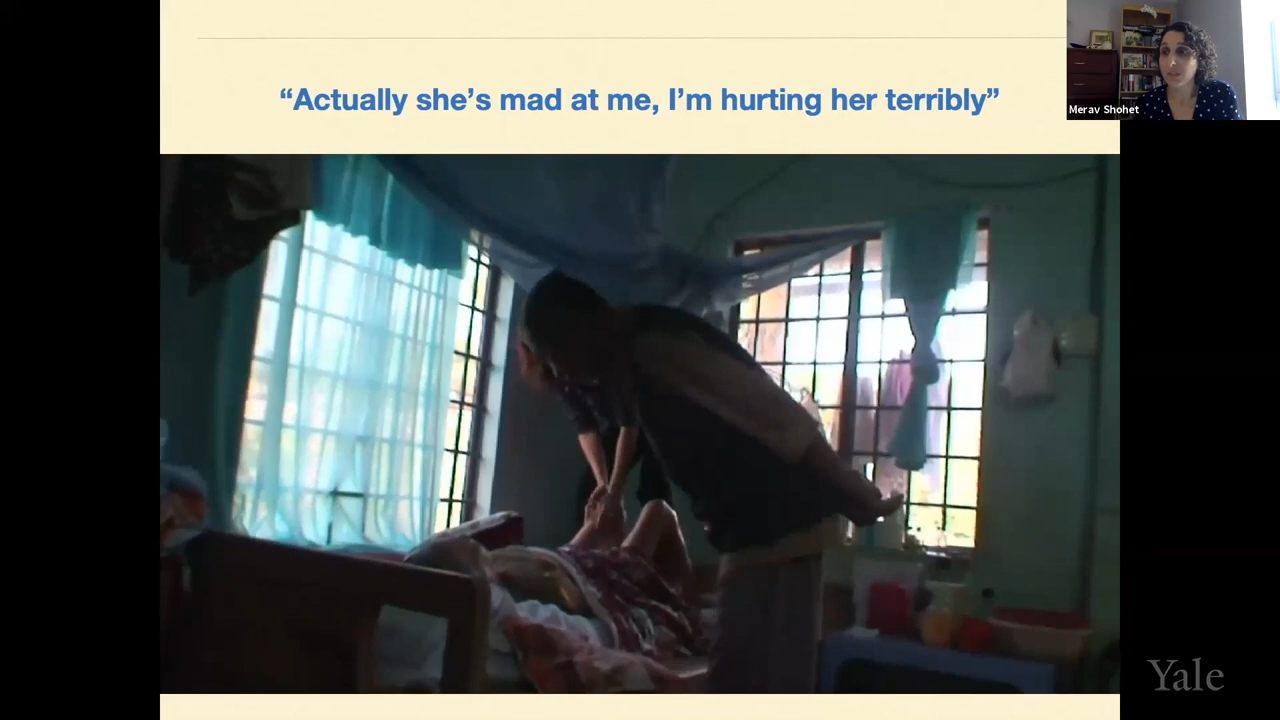 “Actually she’s mad at me, I’m hurting her terribly”
Merav Shohet
Yale